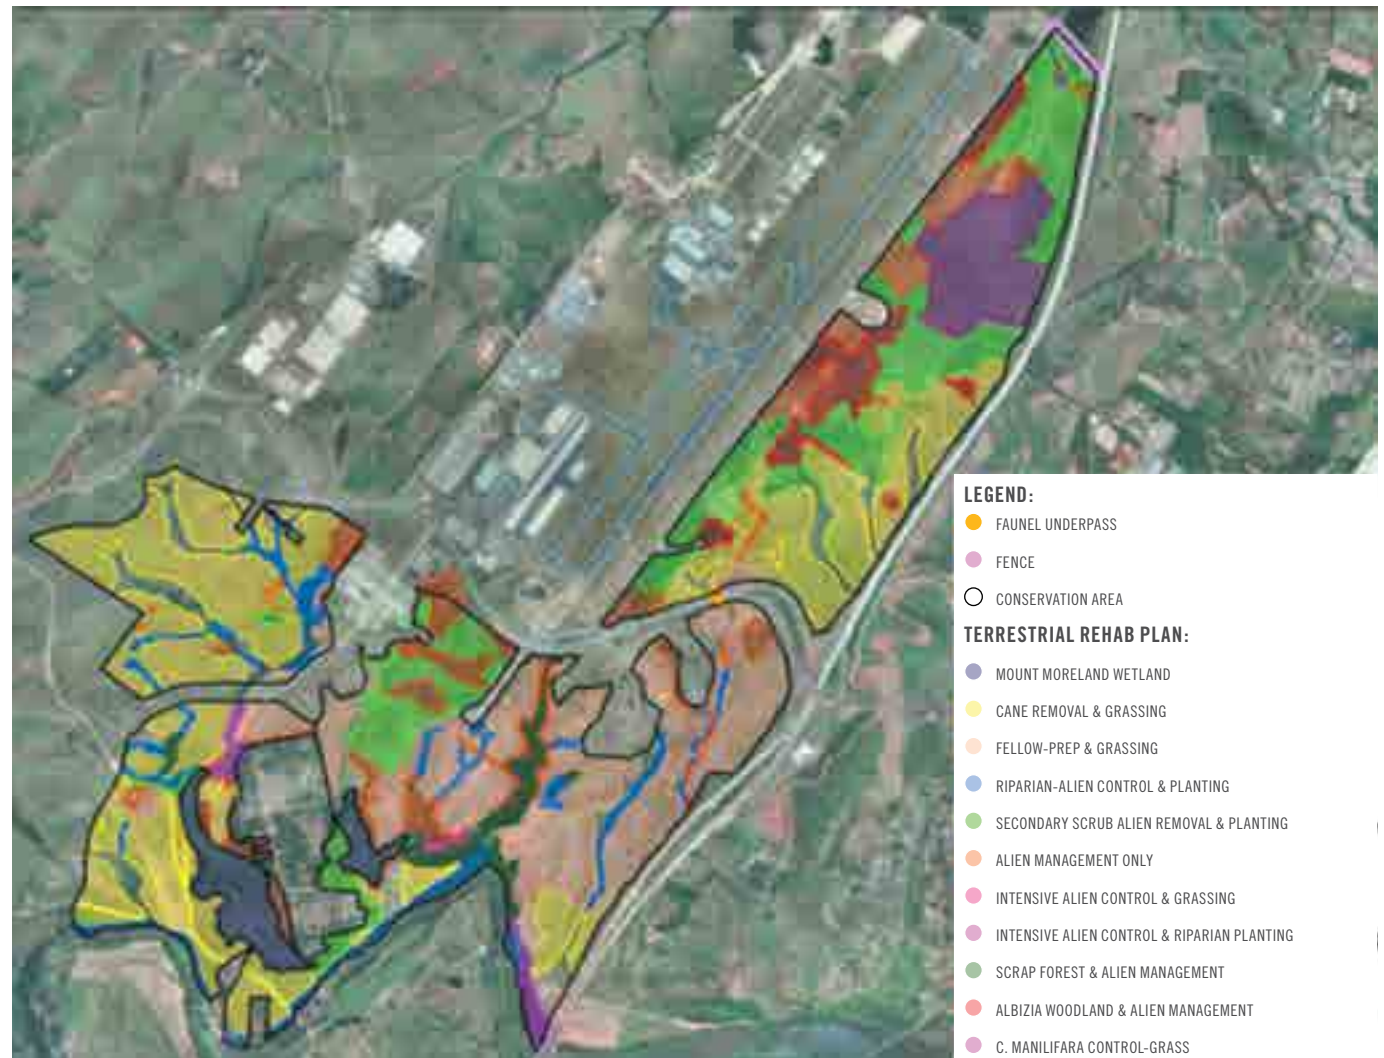 LEGEND:
FAUNEL UNDERPASS
FENCE
CONSERVATION AREA
TERRESTRIAL REHAB PLAN:
MOUNT MORELAND WETLAND
CANE REMOVAL & GRASSING
FELLOW-PREP & GRASSING
RIPARIAN-ALIEN CONTROL & PLANTING
SECONDARY SCRUB ALIEN REMOVAL & PLANTING
ALIEN MANAGEMENT ONLY
INTENSIVE ALIEN CONTROL & GRASSING
INTENSIVE ALIEN CONTROL & RIPARIAN PLANTING
SCRAP FOREST & ALIEN MANAGEMENT
ALBIZIA WOODLAND & ALIEN MANAGEMENT
C. MANILIFARA CONTROL-GRASS